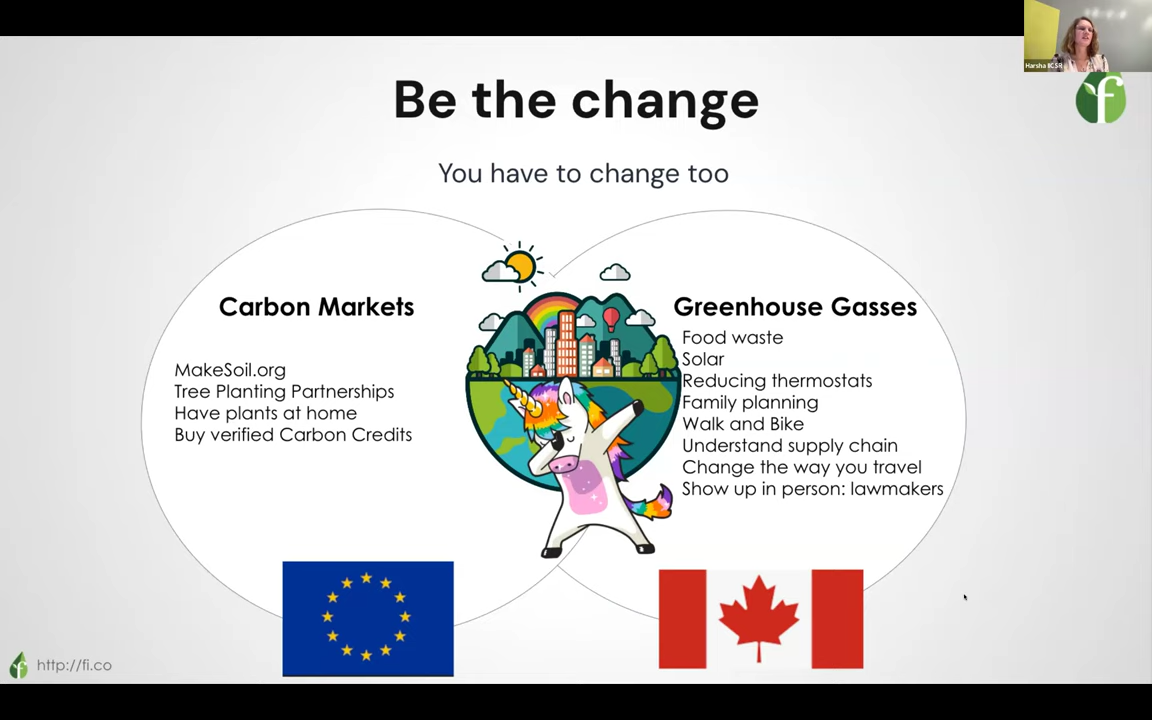 Harsha IICSR
Be the change
You have to change too
Carbon Markets
MakeSoil.org
Tree Planting Partnerships
Have plants at home
Buy verified Carbon Credits
Greenhouse Gasses
Food waste
Solar
Reducing thermostats
Family planning
Walk and Bike
Understand supply chain
Change the way you travel
Show up in person: lawmakers
f
f
http://fi.co